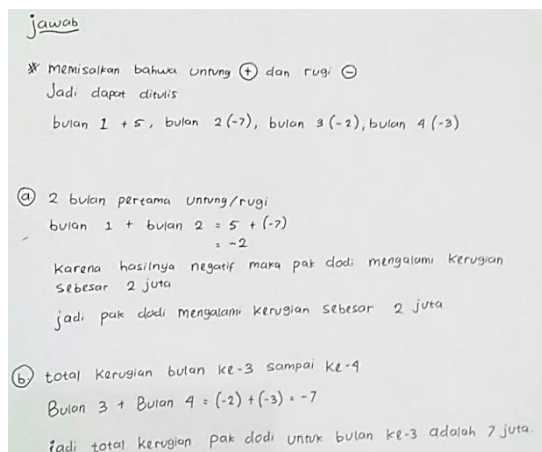 jawab
* memisalkan bahwa untung (+) dan rugi (-)
Jadi dapat ditulis
bulan 1 + 5, bulan 2 (-7), bulan 3 (-2), bulan 4 (-3)
(a) 2 bulan pertama untung/rugi
bulan 1 + bulan 2 = 5 + (-7)
= -2
karena hasilnya negatif maka pak dodi mengalami kerugian
sebesar 2 juta
jadi pak dodi mengalami kerugian sebesar 2 juta
(b) total kerugian bulan ke-3 sampai ke-4
Bulan 3 + Bulan 4 = (-2) + (-3) = -7
jadi total kerugian pak dodi untuk bulan ke-3 adalah 7 juta.